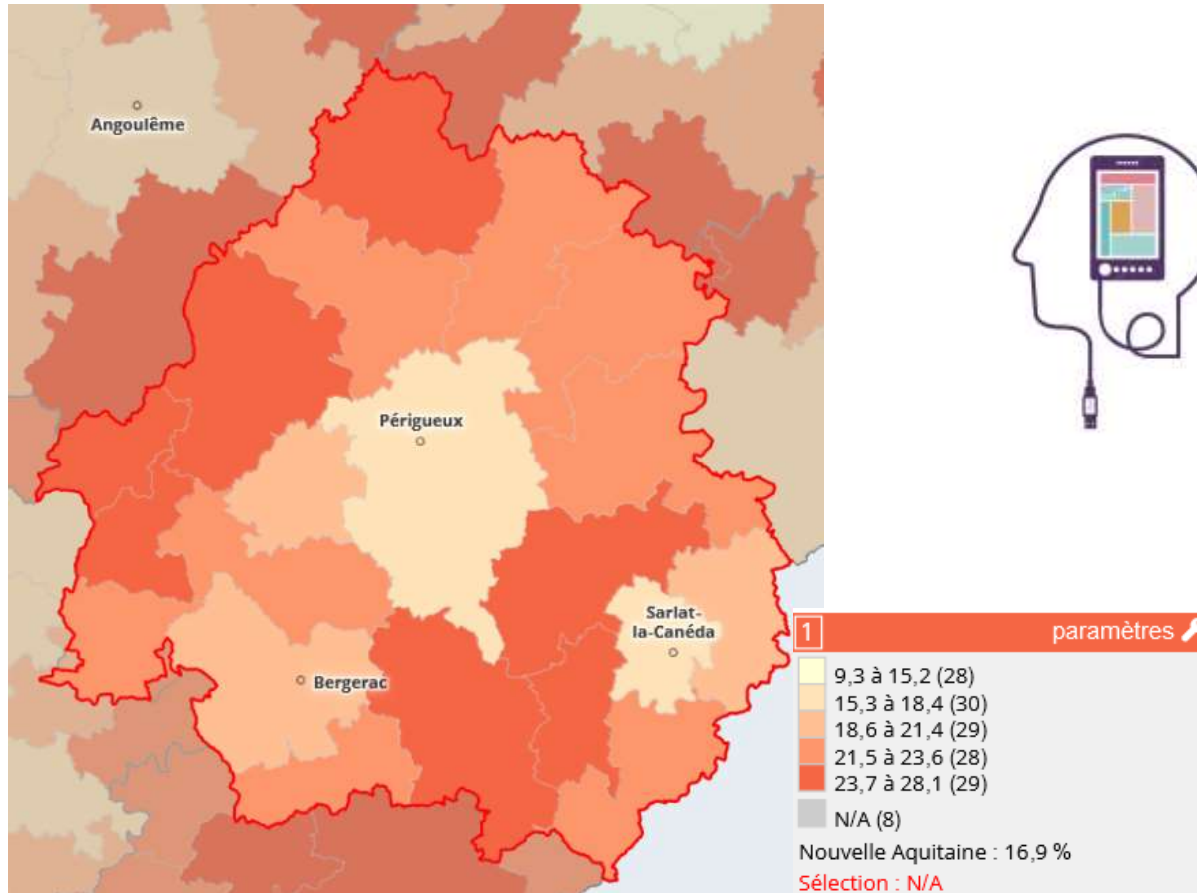 Angoulême
Périgueux
Sarlat-
la-Canéda
Bergerac
1 paramètres
9,3 à 15,2 (28)
15,3 à 18,4 (30)
18,6 à 21,4 (29)
21,5 à 23,6 (28)
23,7 à 28,1 (29)
N/A (8)
Nouvelle Aquitaine : 16,9 %
Sélection : N/A